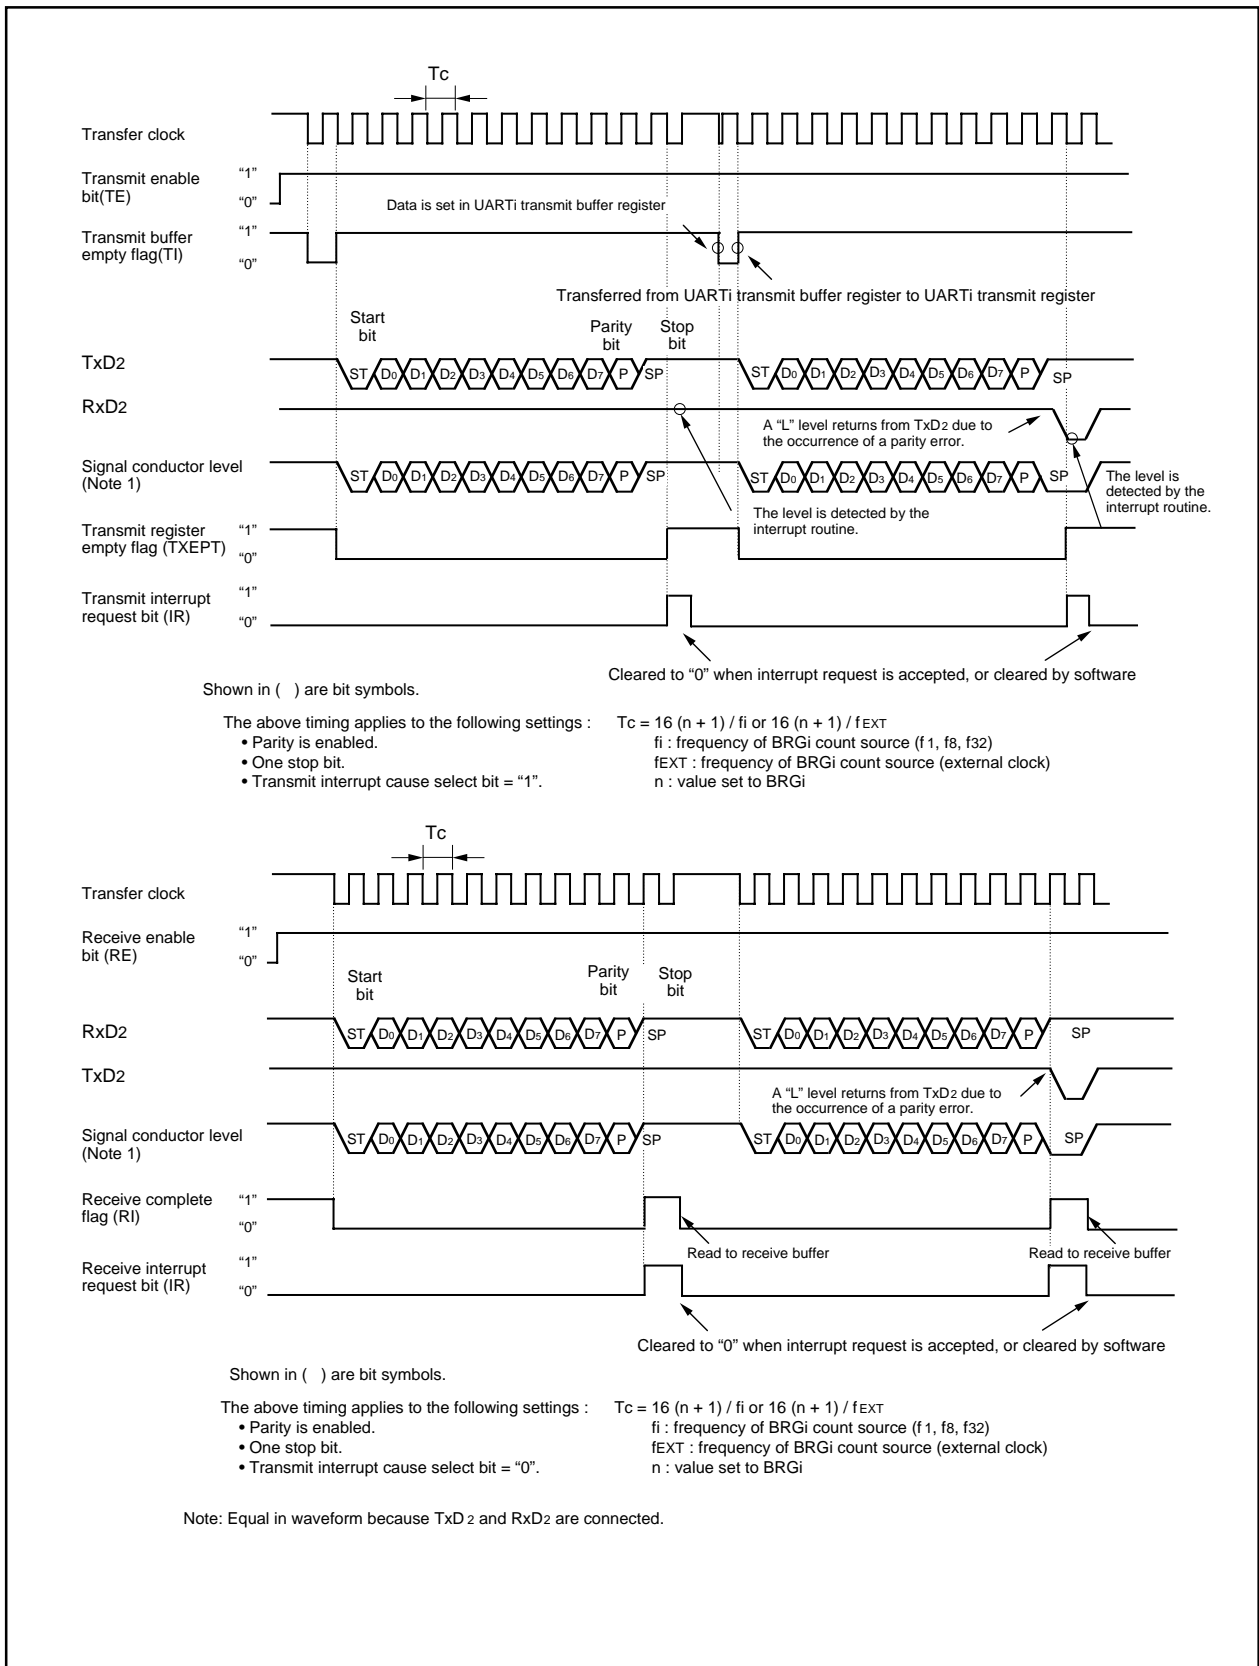 Tc
Transfer clock
Transmit enable
bit(TE)
“1”
“0”
Data is set in UARTi transmit buffer register
Transmit buffer
empty flag(TI)
“1”
“0”
Transferred from UARTi transmit buffer register to UARTi transmit register
Start
bit
Parity
bit
Stop
bit
TxD2
ST D0 D1 D2 D3 D4 D5 D6 D7 P SP
ST D0 D1 D2 D3 D4 D5 D6 D7 P SP
RxD2
A “L” level returns from TxD2 due to
the occurrence of a parity error.
Signal conductor level
(Note 1)
ST D0 D1 D2 D3 D4 D5 D6 D7 P SP
ST D0 D1 D2 D3 D4 D5 D6 D7 P SP
The level is
detected by the
interrupt routine.
The level is detected by the
interrupt routine.
Transmit register
empty flag (TXEPT)
“1”
“0”
Transmit interrupt
request bit (IR)
“1”
“0”
Cleared to “0” when interrupt request is accepted, or cleared by software
Shown in ( ) are bit symbols.
The above timing applies to the following settings :
• Parity is enabled.
• One stop bit.
• Transmit interrupt cause select bit = “1”.
Tc = 16 (n + 1) / fi or 16 (n + 1) / fEXT
fi : frequency of BRGi count source (f1, f8, f32)
fEXT : frequency of BRGi count source (external clock)
n : value set to BRGi
Tc
Transfer clock
Receive enable
bit (RE)
“1”
“0”
Start
bit
Parity
bit
Stop
bit
RxD2
ST D0 D1 D2 D3 D4 D5 D6 D7 P SP
ST D0 D1 D2 D3 D4 D5 D6 D7 P SP
TxD2
A “L” level returns from TxD2 due to
the occurrence of a parity error.
Signal conductor level
(Note 1)
ST D0 D1 D2 D3 D4 D5 D6 D7 P SP
ST D0 D1 D2 D3 D4 D5 D6 D7 P SP
Receive complete
flag (RI)
“1”
“0”
Read to receive buffer
Read to receive buffer
Receive interrupt
request bit (IR)
“1”
“0”
Cleared to “0” when interrupt request is accepted, or cleared by software
Shown in ( ) are bit symbols.
The above timing applies to the following settings :
• Parity is enabled.
• One stop bit.
• Transmit interrupt cause select bit = “0”.
Tc = 16 (n + 1) / fi or 16 (n + 1) / fEXT
fi : frequency of BRGi count source (f1, f8, f32)
fEXT : frequency of BRGi count source (external clock)
n : value set to BRGi
Note: Equal in waveform because TxD2 and RxD2 are connected.